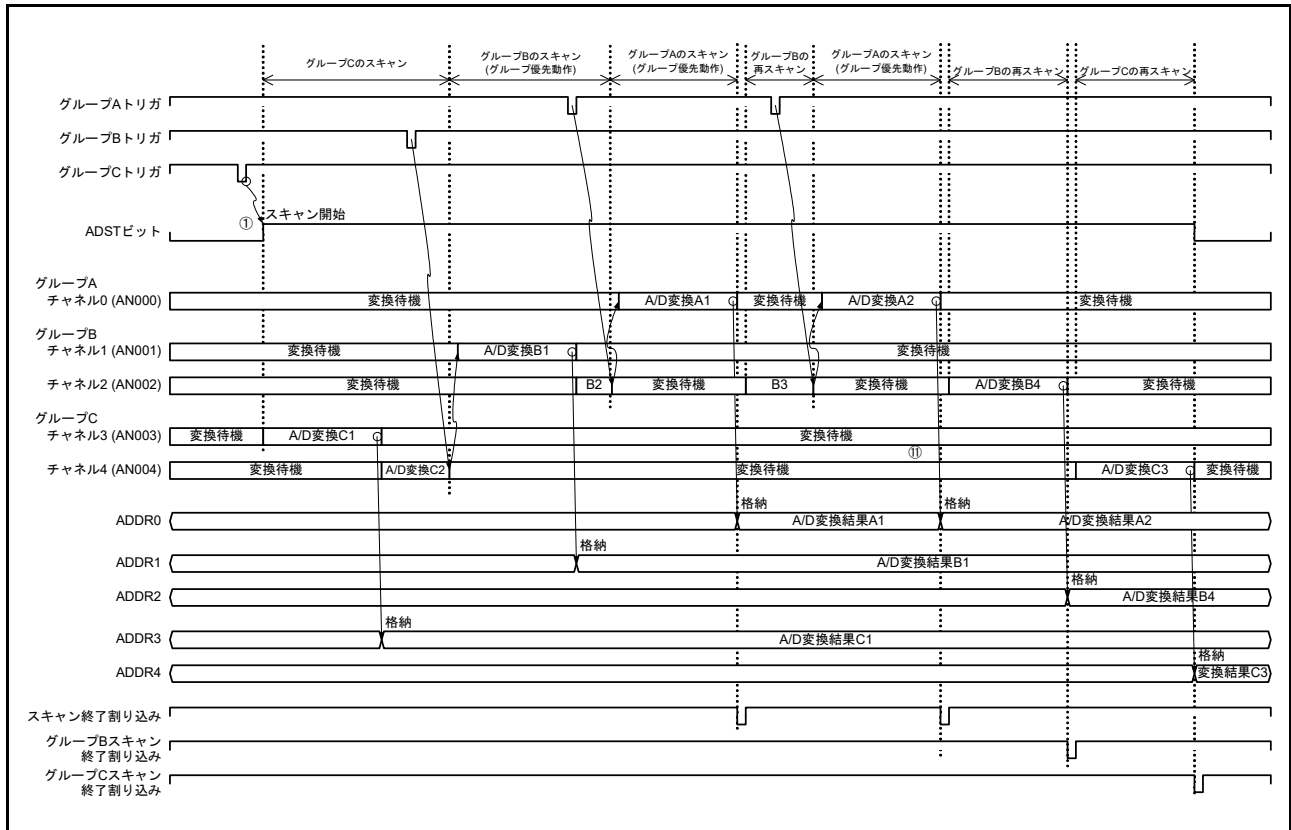 グループCのスキャン
グループBのスキャン
(グループ優先動作)
グループAのスキャン
(グループ優先動作)
グループBの
再スキャン
グループAのスキャン
(グループ優先動作)
グループBの再スキャン
グループCの再スキャン
グループAトリガ
グループBトリガ
グループCトリガ
① スキャン開始
ADSTビット
グループA
チャネル0 (AN000) 変換待機 A/D変換A1 変換待機 A/D変換A2 変換待機
グループB
チャネル1 (AN001) 変換待機 A/D変換B1 変換待機
チャネル2 (AN002) 変換待機 B2 変換待機 B3 変換待機 A/D変換B4 変換待機
グループC
チャネル3 (AN003) 変換待機 A/D変換C1 変換待機
⑪
チャネル4 (AN004) 変換待機 A/D変換C2 変換待機 A/D変換C3 変換待機
格納 格納
ADDR0 A/D変換結果A1 A/D変換結果A2
格納
ADDR1 A/D変換結果B1
格納
ADDR2 A/D変換結果B4
格納
ADDR3 A/D変換結果C1
格納
ADDR4 変換結果C3
スキャン終了割り込み
グループBスキャン
終了割り込み
グループCスキャン
終了割り込み